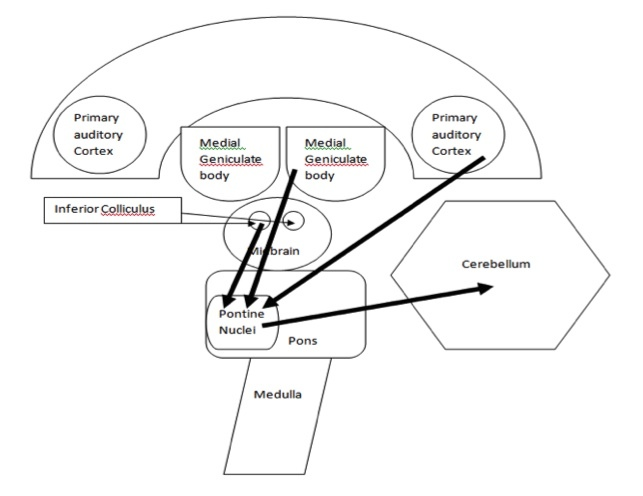 Primary
auditory
Cortex
Medial
Geniculate
body
Medial
Geniculate
body
Primary
auditory
Cortex
Inferior Colliculus
Midbrain
Cerebellum
Pontine
Nuclei
Pons
Medulla